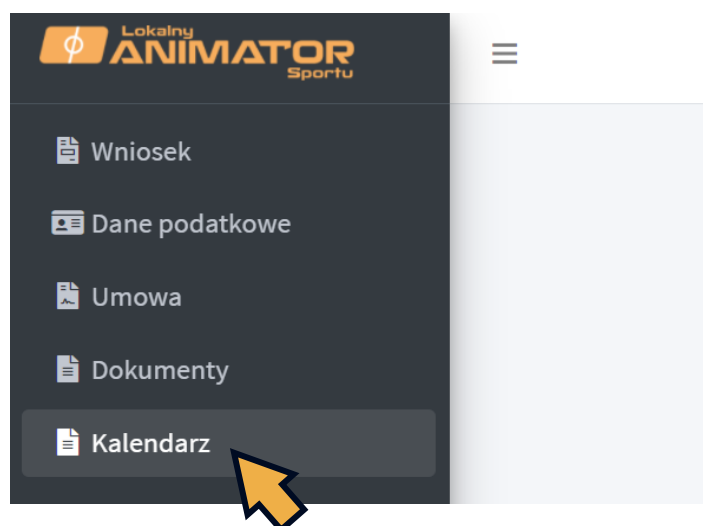 Lokalny
ANIMATOR
Sportu
Wniosek
Dane podatkowe
Umowa
Dokumenty
Kalendarz